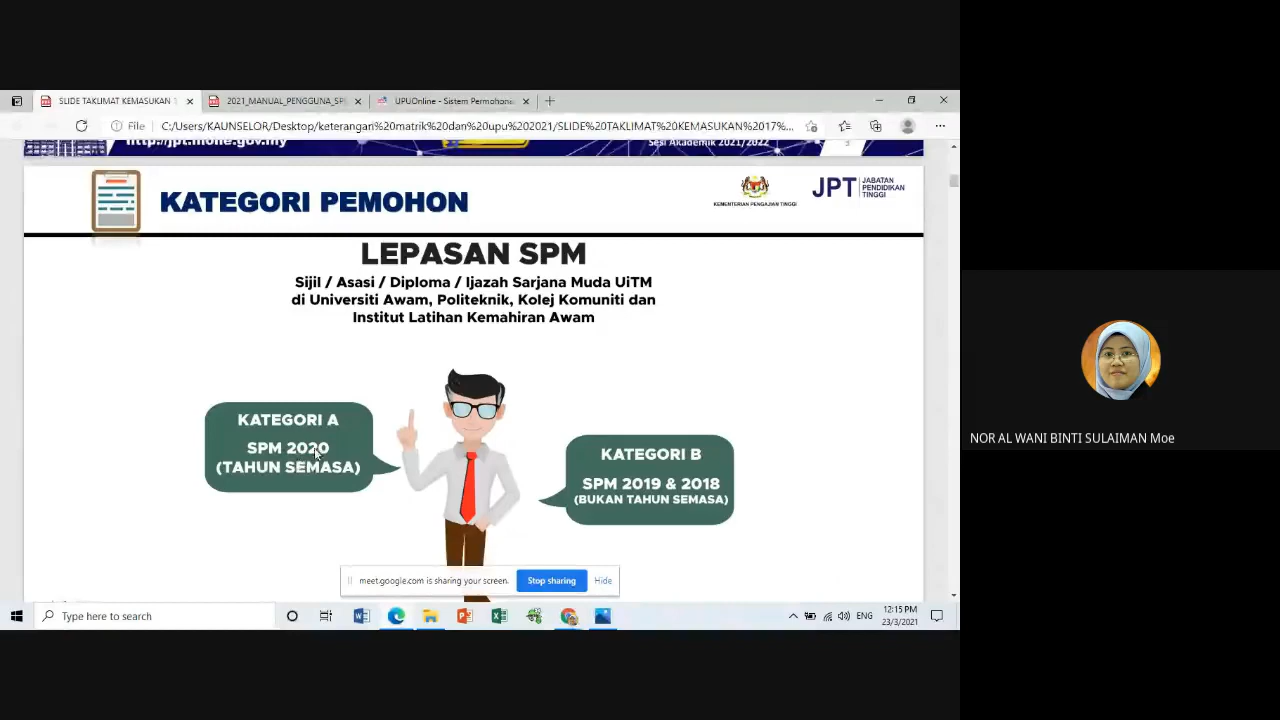 SLIDE TAKLIMAT KEMASUKAN 1
2021_MANUAL_PENGGUNA_SPI
UPUOnline - Sistem Permohona
File
C:/Users/KAUNSELOR/Desktop/keterangari%20matrik%20dan%20upu%202021/SLIDE%20TAKLIMAT%20KEMASUKAN%2017%...
http://jpt.mohe.gov.my
Sesi Akademik 2021/2022
3
KATEGORI PEMOHON
KEMENTERIAN PENGAJIAN TINGGI
JPT
JABATAN
PENDIDIKAN
TINGGI
LEPASAN SPM
Sijil / Asasi / Diploma / Ijazah Sarjana Muda UiTM
di Universiti Awam, Politeknik, Kolej Komuniti dan
Institut Latihan Kemahiran Awam
KATEGORI A
SPM 2020
(TAHUN SEMASA)
KATEGORI B
SPM 2019 & 2018
(BUKAN TAHUN SEMASA)
NOR AL WANI BINTI SULAIMAN Moe
meet.google.com is sharing your screen.
Stop sharing
Hide
Type here to search
ENG
12:15 PM
23/3/2021